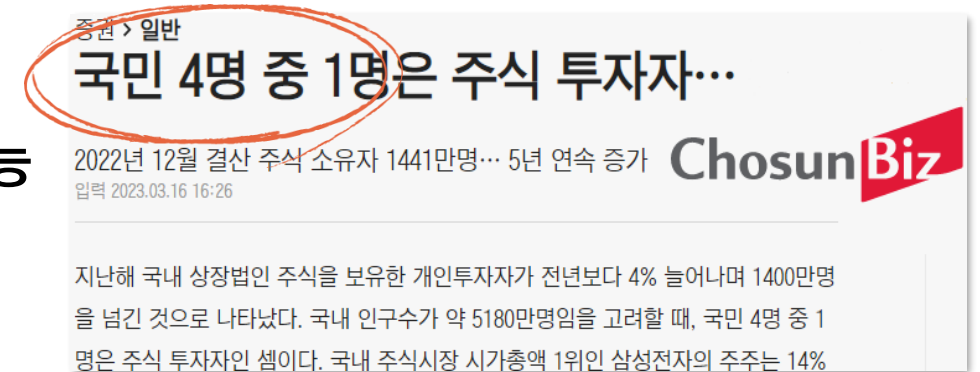 증권 > 일반
국민 4명 중 1명은 주식 투자자…
등
2022년 12월 결산 주식 소유자 1441만명… 5년 연속 증가
ChosunBiz
입력 2023.03.16 16:26
지난해 국내 상장법인 주식을 보유한 개인투자자가 전년보다 4% 늘어나며 1400만명
을 넘긴 것으로 나타났다. 국내 인구수가 약 5180만명임을 고려할 때, 국민 4명 중 1
명은 주식 투자자인 셈이다. 국내 주식시장 시가총액 1위인 삼성전자의 주주는 14%